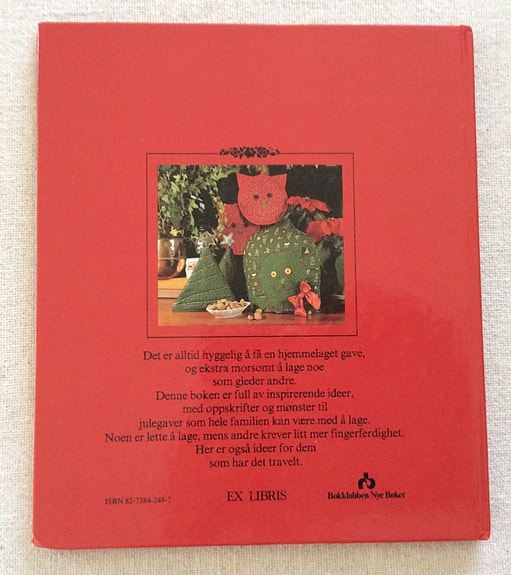 Det er alltid hyggelig å få en hjemmelaget gave,
og ekstra morsomt å lage noe
som gleder andre.
Denne boken er full av inspirerende ideer,
med oppskrifter og mønster til
julegaver som hele familien kan være med å lage.
Noen er lette å lage, mens andre krever litt mer fingerferdighet.
Her er også ideer for dem
som har det travelt.
ISBN 82-7384-248-7
EX LIBRIS
Bokklubben Nye Bøker